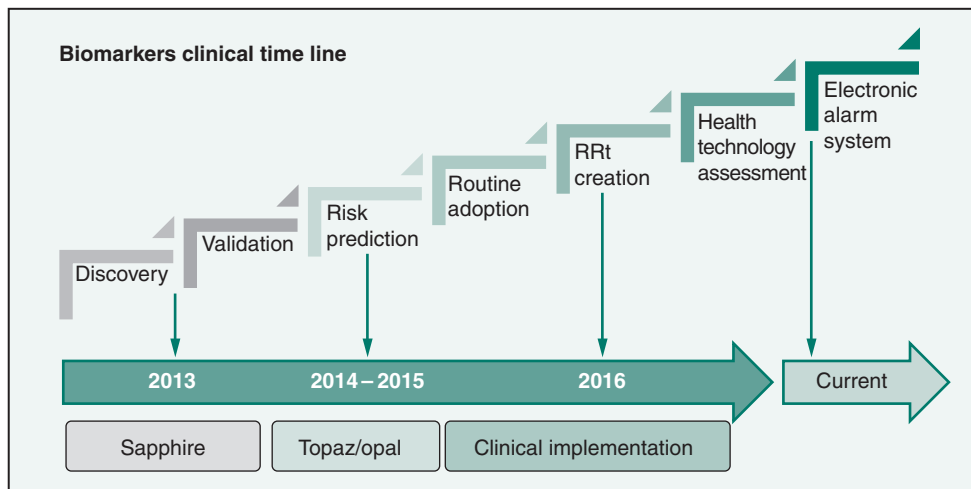 Biomarkers clinical time line
Discovery
Validation
Risk
prediction
Routine
adoption
RRt
creation
Health
technology
assessment
Electronic
alarm
system
2013
2014–2015
2016
Current
Sapphire
Topaz/opal
Clinical implementation